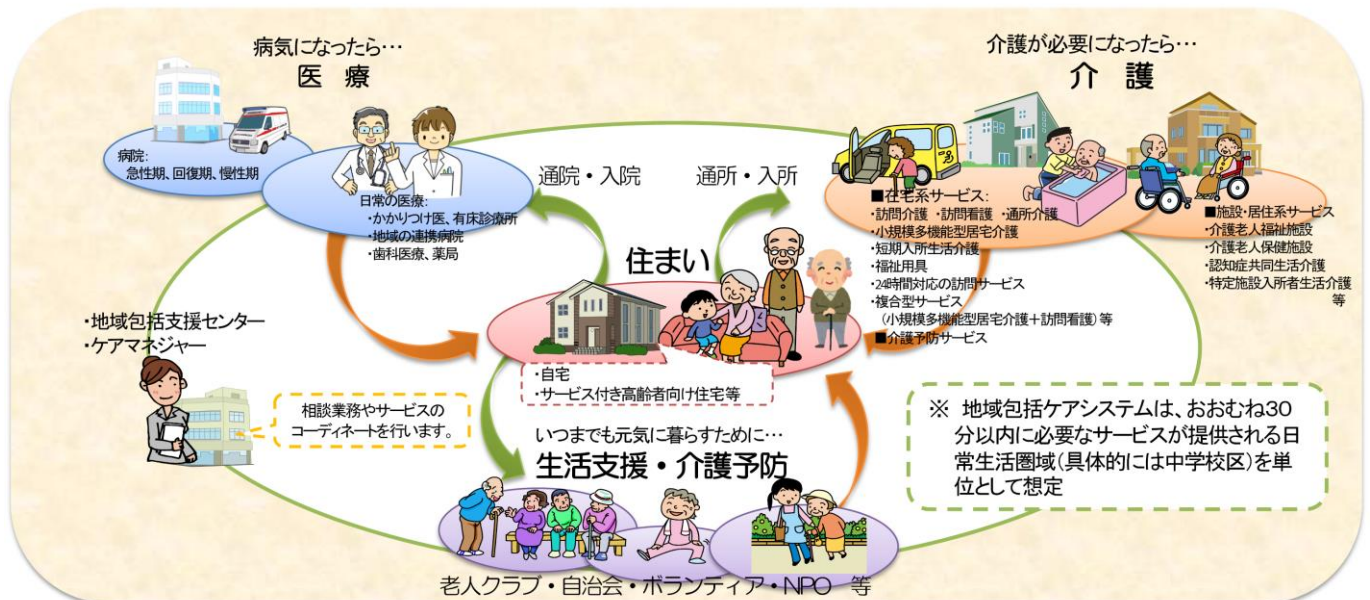 病気になったら…
医 療
病院:
急性期、回復期、慢性期
日常の医療:
・かかりつけ医、有床診療所
・地域の連携病院
・歯科医療、薬局
通院・入院
通所・入所
介護が必要になったら…
介 護
■在宅系サービス:
・訪問介護 ・訪問看護 ・通所介護
・小規模多機能型居宅介護
・短期入所生活介護
・福祉用具
・24時間対応の訪問サービス
・複合型サービス
(小規模多機能型居宅介護+訪問看護)等
■介護予防サービス
■施設・居住系サービス
・介護老人福祉施設
・介護老人保健施設
・認知症共同生活介護
・特定施設入所者生活介護
等
住まい
・自宅
・サービス付き高齢者向け住宅等
・地域包括支援センター
・ケアマネジャー
相談業務やサービスの
コーディネートを行います。
いつまでも元気に暮らすために…
生活支援・介護予防
老人クラブ・自治会・ボランティア・NPO 等
※ 地域包括ケアシステムは、おおむね30
分以内に必要なサービスが提供される日
常生活圏域(具体的には中学校区)を単
位として想定